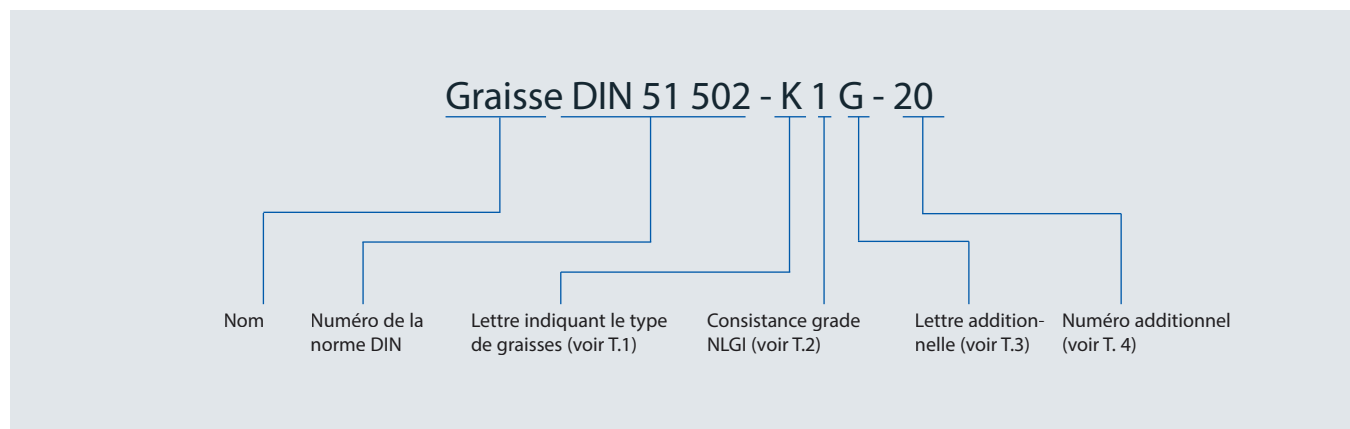 Graisse DIN 51 502 - K 1 G - 20
Nom
Numéro de la
norme DIN
Lettre indiquant le type
de graisses (voir T.1)
Consistance grade
NLGI (voir T.2)
Lettre addition-
nelle (voir T.3)
Numéro additionnel
(voir T. 4)